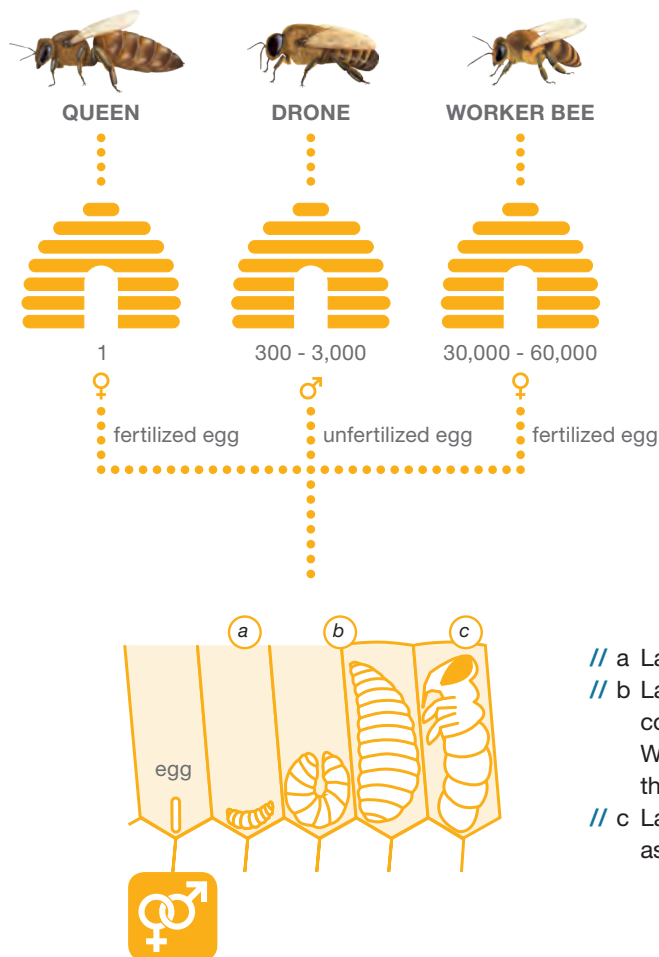 QUEEN DRONE WORKER BEE
1 300 - 3,000 30,000 - 60,000
♀ ♂ ♀
fertilized egg unfertilized egg fertilized egg
a b c
egg
// a La
// b La
co
W
th
// c La
as